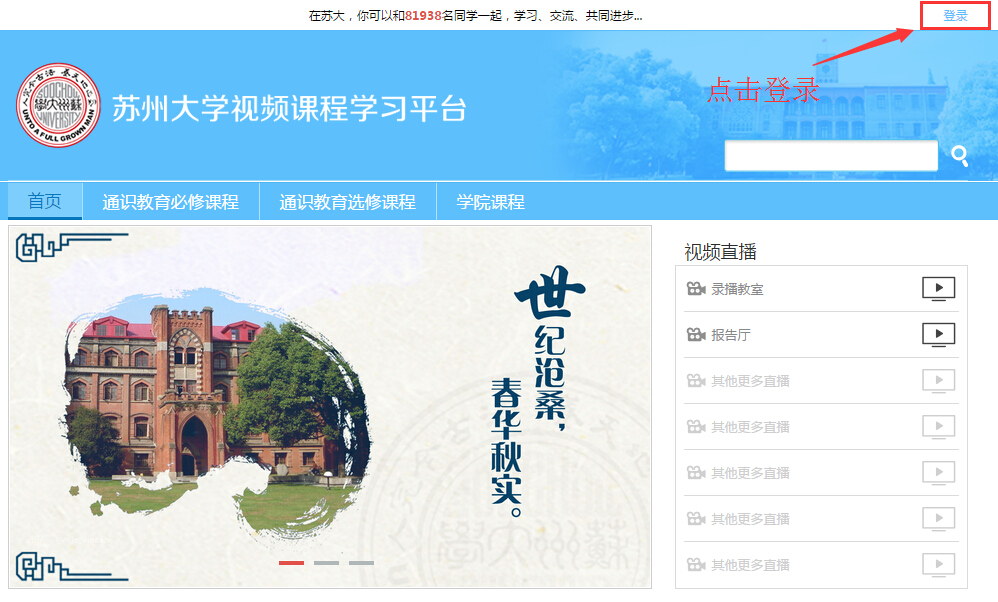 在苏大，你可以和81938名同学一起，学习、交流、共同进步...
登录
点击登录
SOOCHOW
UNIVERSITY
UNTO A FULL GROWN MAN
苏州大学视频课程学习平台
首页
通识教育必修课程
通识教育选修课程
学院课程
世纪沧桑，
春华秋实。
视频直播
录播教室
报告厅
其他更多直播
其他更多直播
其他更多直播
其他更多直播
其他更多直播